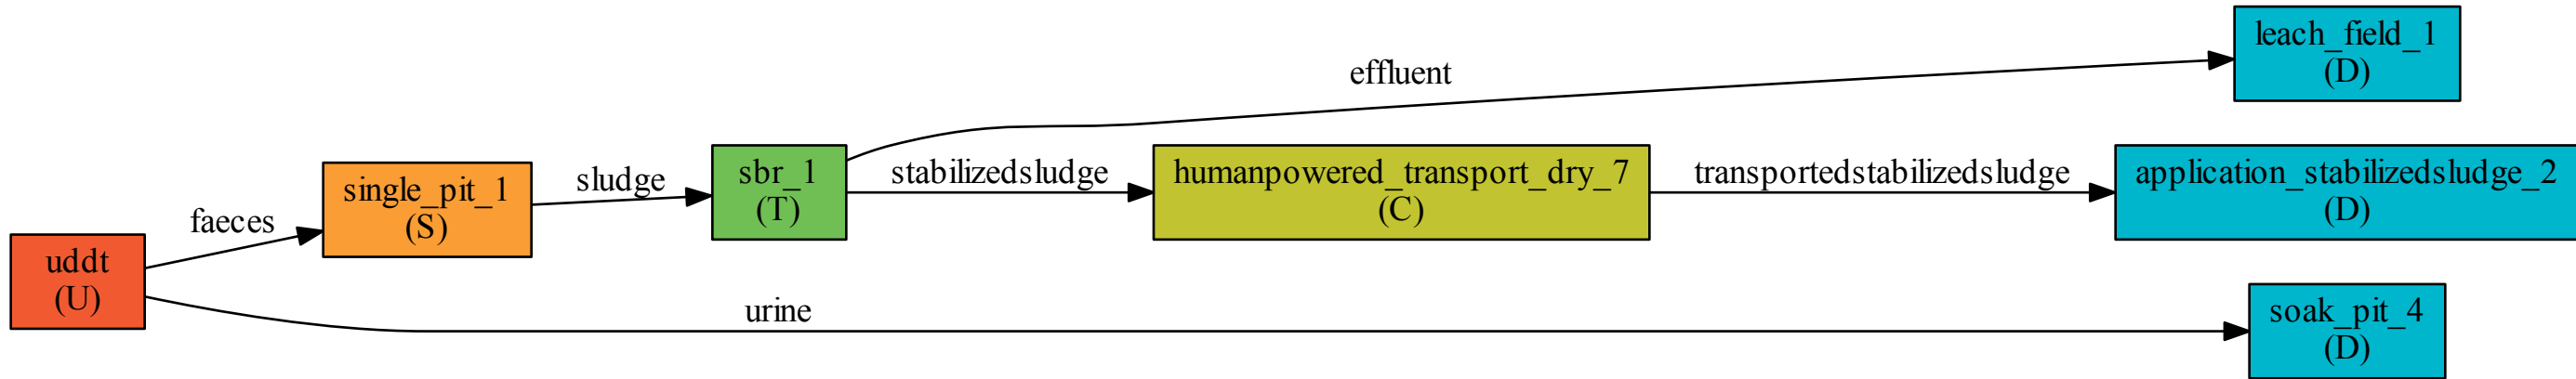 leach_field_1
(D)
effluent
sbr_1
(T)
stabilizedsludge
humanpowered_transport_dry_7
(C)
transportedstabilizedsludge
application_stabilizedsludge_2
(D)
single_pit_1
(S)
sludge
faeces
uddt
(U)
urine
soak_pit_4
(D)